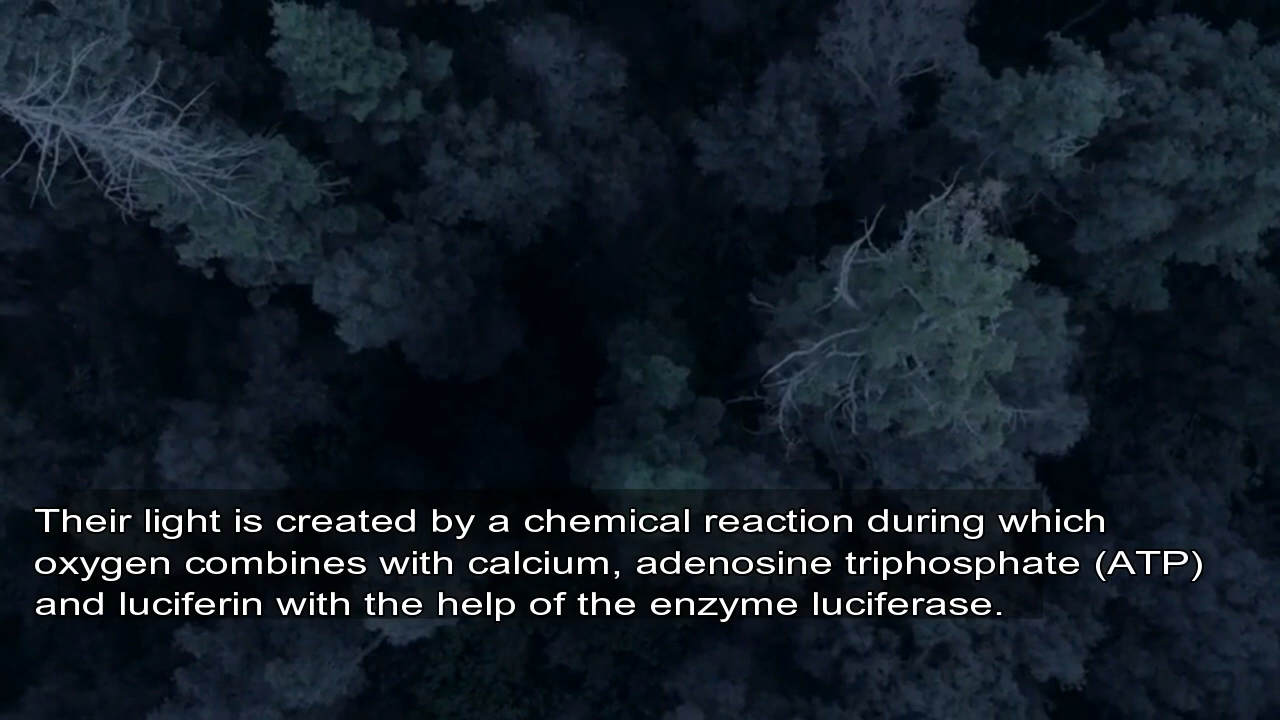 Their light is created by a chemical reaction during which
oxygen combines with calcium, adenosine triphosphate (ATP)
and luciferin with the help of the enzyme luciferase.